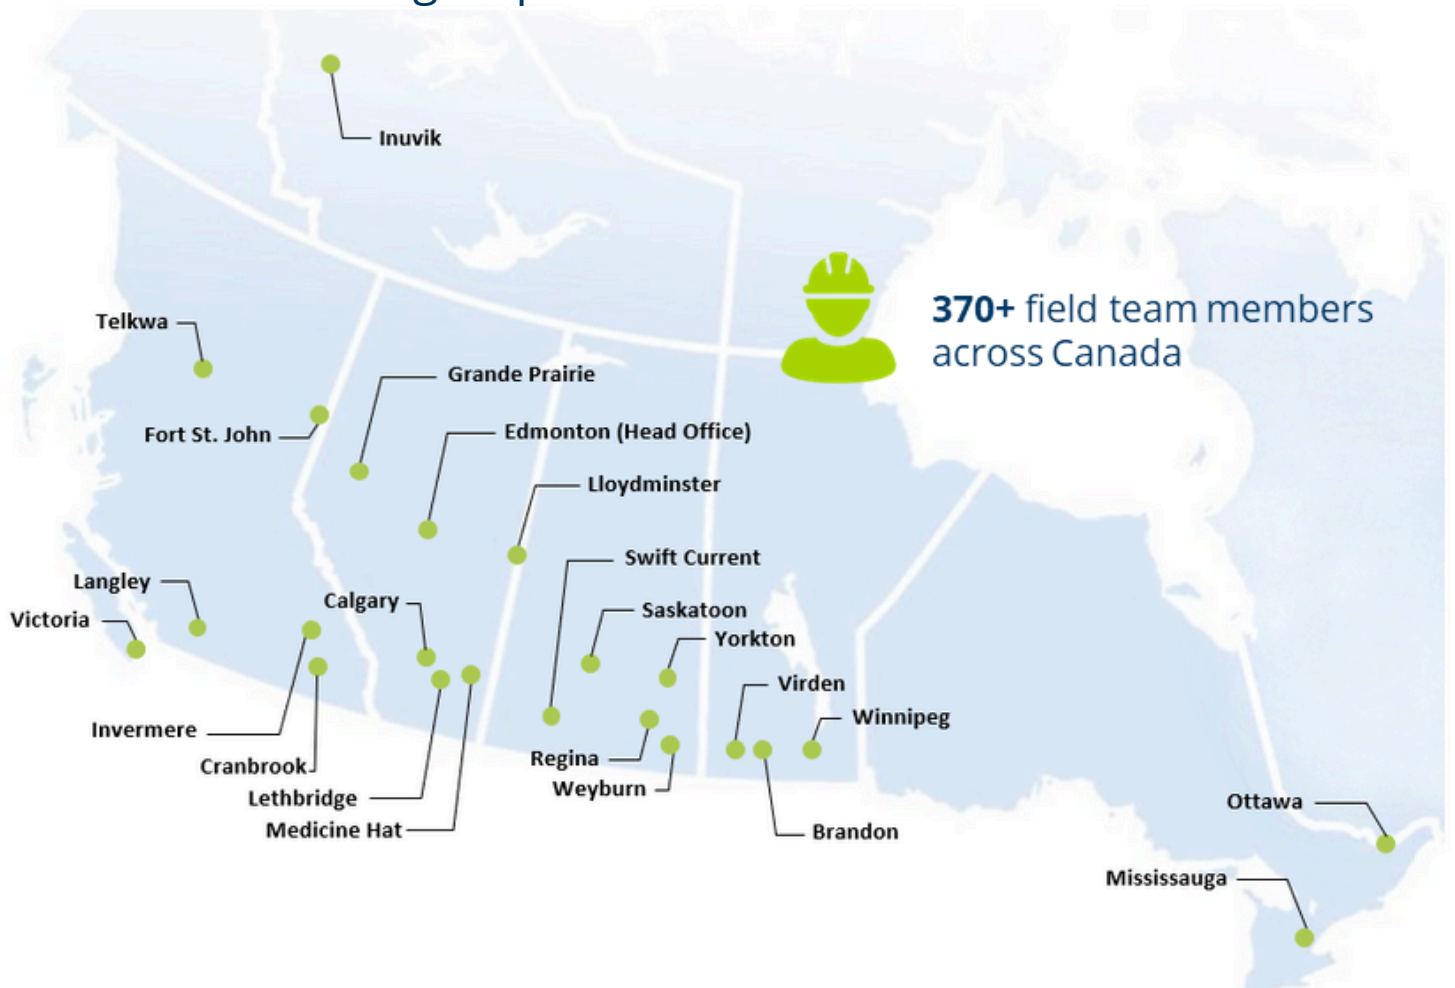 Inuvik
370+ field team members
across Canada
Telkwa
Grande Prairie
Fort St. John
Edmonton (Head Office)
Lloydminster
Swift Current
Langley
Calgary
Saskatoon
Victoria
Yorkton
Virden
Winnipeg
Invermere
Regina
Cranbrook
Weyburn
Lethbridge
Medicine Hat
Brandon
Ottawa
Mississauga